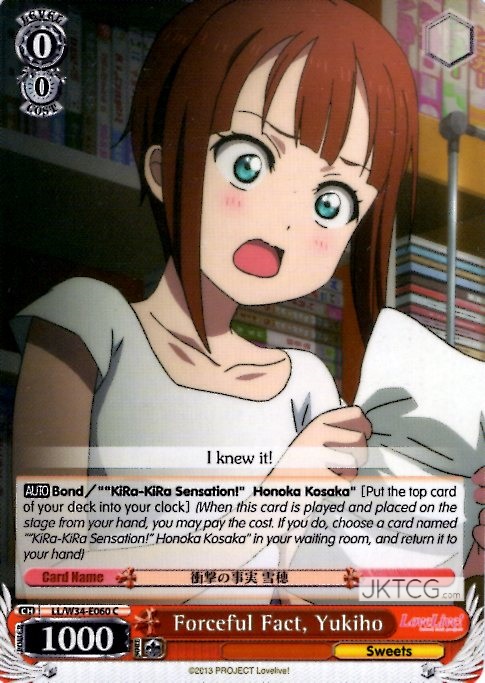 LEVEL
0
0
COST
I knew it!
AUTO Bond／""KiRa-KiRa Sensation!" Honoka Kosaka" [Put the top card
of your deck into your clock] (When this card is played and placed on the
stage from your hand, you may pay the cost. If you do, choose a card named
""KiRa-KiRa Sensation!" Honoka Kosaka" in your waiting room, and return it to
your hand)
Card Name 衝撃の事実 雪穂
JKTCG.com
CH LL/W34-E060 C
POWER 1000 Forceful Fact, Yukiho LoveLive!
Sweets
©2013 PROJECT Lovelive!